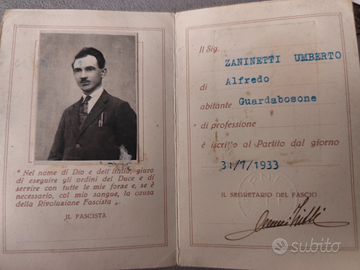 " Nel nome di Dio e dell'Italia, giuro
di eseguire gli ordini del Duce e di
servire con tutte le mie forze e, se è
necessario, col mio sangue, la causa
della Rivoluzione Fascista „
IL FASCISTA
Il Sig.
ZANINETTI UMBERTO
di Alfredo
abitante Guardabosone
di professione
è iscritto al Partito dal giorno
31/7/1933
IL SEGRETARIO DEL FASCIO
subito